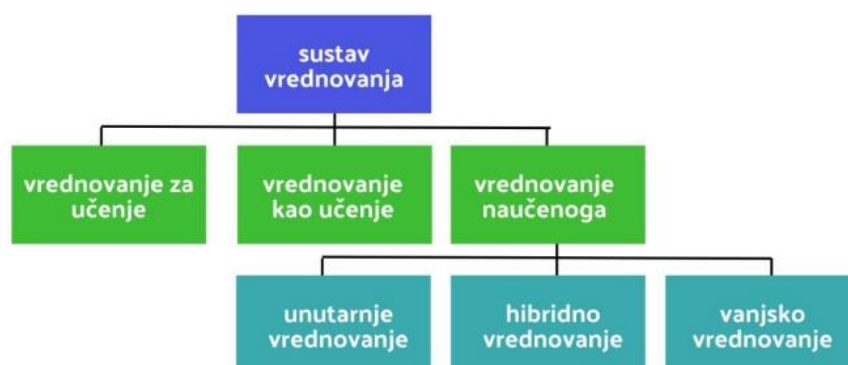 sustav
vrednovanja
vrednovanje za
učenje
vrednovanje
kao učenje
vrednovanje
naučenoga
unutarnje
vrednovanje
hibridno
vrednovanje
vanjsko
vrednovanje